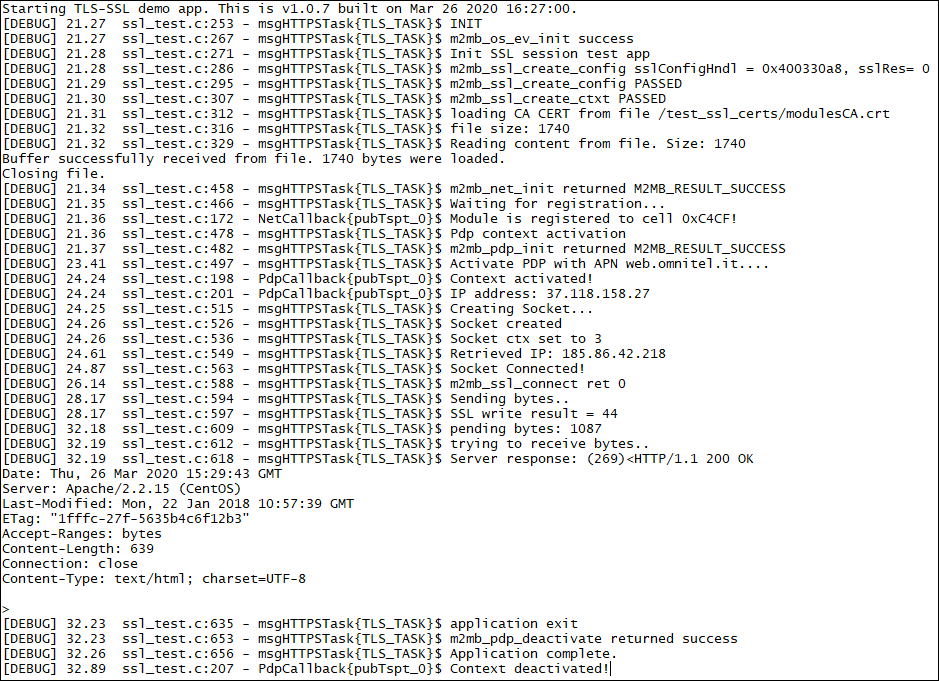 Starting TLS-SSL demo app. This is v1.0.7 built on Mar 26 2020 16:27:00.
[DEBUG] 21.27  ssl_test.c:253 - msgHTTPSTask{TLS_TASK}$ INIT
[DEBUG] 21.27  ssl_test.c:267 - msgHTTPSTask{TLS_TASK}$ m2mb_os_ev_init success
[DEBUG] 21.28  ssl_test.c:271 - msgHTTPSTask{TLS_TASK}$ Init SSL session test app
[DEBUG] 21.28  ssl_test.c:286 - msgHTTPSTask{TLS_TASK}$ m2mb_ssl_create_config sslConfigHndl = 0x400330a8, sslRes= 0
[DEBUG] 21.29  ssl_test.c:295 - msgHTTPSTask{TLS_TASK}$ m2mb_ssl_create_config PASSED
[DEBUG] 21.30  ssl_test.c:307 - msgHTTPSTask{TLS_TASK}$ m2mb_ssl_create_ctxt PASSED
[DEBUG] 21.31  ssl_test.c:312 - msgHTTPSTask{TLS_TASK}$ loading CA CERT from file /test_ssl_certs/modulesCA.crt
[DEBUG] 21.32  ssl_test.c:316 - msgHTTPSTask{TLS_TASK}$ file size: 1740
[DEBUG] 21.32  ssl_test.c:329 - msgHTTPSTask{TLS_TASK}$ Reading content from file. Size: 1740
Buffer successfully received from file. 1740 bytes were loaded.
Closing file.
[DEBUG] 21.34  ssl_test.c:458 - msgHTTPSTask{TLS_TASK}$ m2mb_net_init returned M2MB_RESULT_SUCCESS
[DEBUG] 21.35  ssl_test.c:466 - msgHTTPSTask{TLS_TASK}$ Waiting for registration...
[DEBUG] 21.36  ssl_test.c:172 - NetCallback{pubTspt_0}$ Module is registered to cell 0xC4CF!
[DEBUG] 21.36  ssl_test.c:478 - msgHTTPSTask{TLS_TASK}$ Pdp context activation
[DEBUG] 21.37  ssl_test.c:482 - msgHTTPSTask{TLS_TASK}$ m2mb_pdp_init returned M2MB_RESULT_SUCCESS
[DEBUG] 23.41  ssl_test.c:497 - msgHTTPSTask{TLS_TASK}$ Activate PDP with APN web.omnitel.it....
[DEBUG] 24.24  ssl_test.c:198 - PdpCallback{pubTspt_0}$ Context activated!
[DEBUG] 24.24  ssl_test.c:201 - PdpCallback{pubTspt_0}$ IP address: 37.118.158.27
[DEBUG] 24.25  ssl_test.c:515 - msgHTTPSTask{TLS_TASK}$ Creating Socket...
[DEBUG] 24.26  ssl_test.c:526 - msgHTTPSTask{TLS_TASK}$ Socket created
[DEBUG] 24.26  ssl_test.c:536 - msgHTTPSTask{TLS_TASK}$ Socket ctx set to 3
[DEBUG] 24.61  ssl_test.c:549 - msgHTTPSTask{TLS_TASK}$ Retrieved IP: 185.86.42.218
[DEBUG] 24.87  ssl_test.c:563 - msgHTTPSTask{TLS_TASK}$ Socket Connected!
[DEBUG] 26.14  ssl_test.c:588 - msgHTTPSTask{TLS_TASK}$ m2mb_ssl_connect ret 0
[DEBUG] 28.17  ssl_test.c:594 - msgHTTPSTask{TLS_TASK}$ Sending bytes..
[DEBUG] 28.17  ssl_test.c:597 - msgHTTPSTask{TLS_TASK}$ SSL write result = 44
[DEBUG] 32.18  ssl_test.c:609 - msgHTTPSTask{TLS_TASK}$ pending bytes: 1087
[DEBUG] 32.19  ssl_test.c:612 - msgHTTPSTask{TLS_TASK}$ trying to receive bytes..
[DEBUG] 32.19  ssl_test.c:618 - msgHTTPSTask{TLS_TASK}$ Server response: (269)<HTTP/1.1 200 OK
Date: Thu, 26 Mar 2020 15:29:43 GMT
Server: Apache/2.2.15 (CentOS)
Last-Modified: Mon, 22 Jan 2018 10:57:39 GMT
ETag: "1fffc-27f-5635b4c6f12b3"
Accept-Ranges: bytes
Content-Length: 639
Connection: close
Content-Type: text/html; charset=UTF-8
>
[DEBUG] 32.23  ssl_test.c:635 - msgHTTPSTask{TLS_TASK}$ application exit
[DEBUG] 32.23  ssl_test.c:653 - msgHTTPSTask{TLS_TASK}$ m2mb_pdp_deactivate returned success
[DEBUG] 32.26  ssl_test.c:656 - msgHTTPSTask{TLS_TASK}$ Application complete.
[DEBUG] 32.89  ssl_test.c:207 - PdpCallback{pubTspt_0}$ Context deactivated!